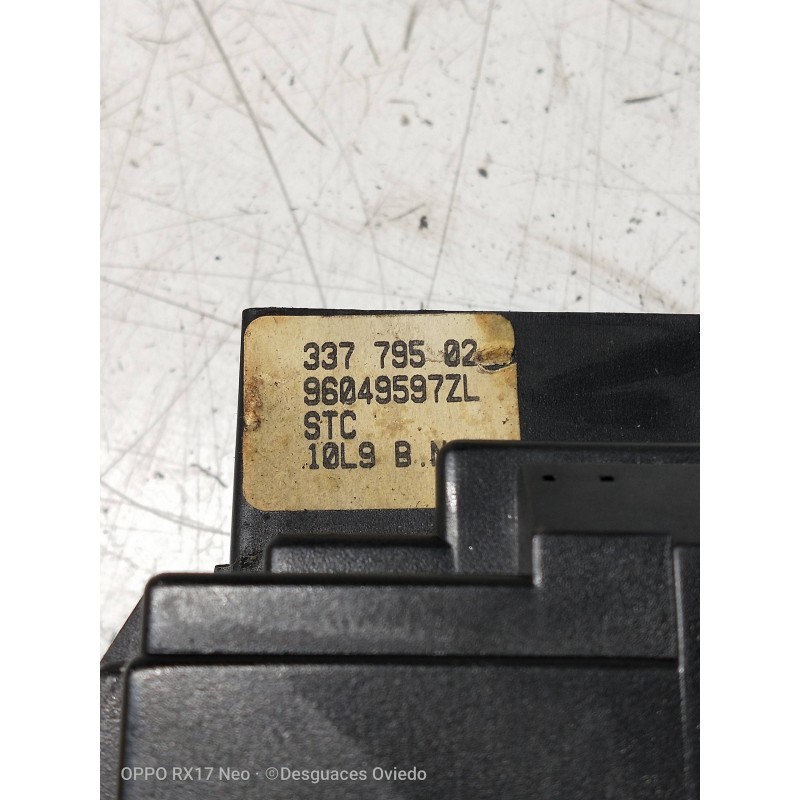 337 795 02
96049597ZL
STC
10L9 B.N
OPPO RX17 Neo · ©Desguaces Oviedo